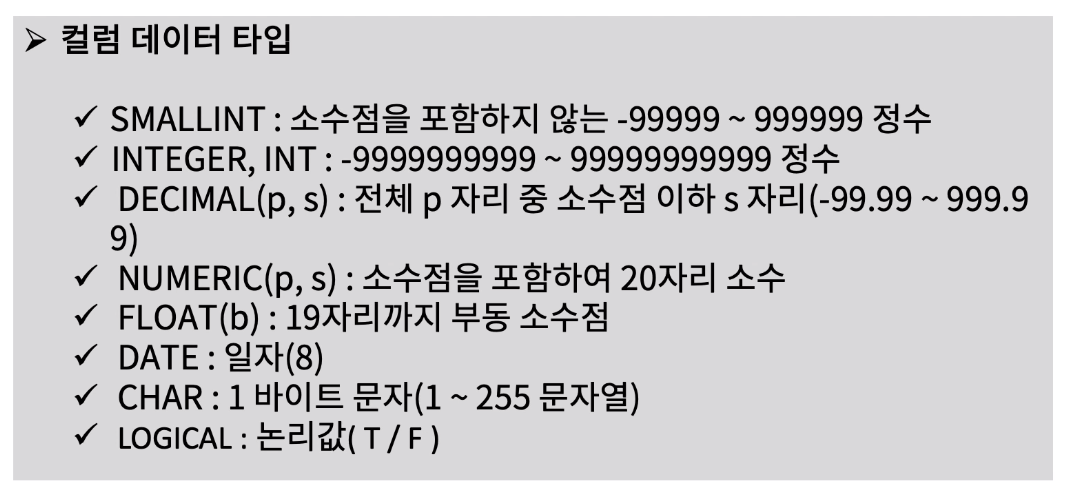 ➢ 컬럼 데이터 타입
✓ SMALLINT : 소수점을 포함하지 않는 -99999 ~ 999999 정수
✓ INTEGER, INT : -9999999999 ~ 99999999999 정수
✓ DECIMAL(p, s) : 전체 p 자리 중 소수점 이하 s 자리(-99.99 ~ 999.9
9)
✓ NUMERIC(p, s) : 소수점을 포함하여 20자리 소수
✓ FLOAT(b) : 19자리까지 부동 소수점
✓ DATE : 일자(8)
✓ CHAR : 1 바이트 문자(1 ~ 255 문자열)
✓ LOGICAL : 논리값( T / F )